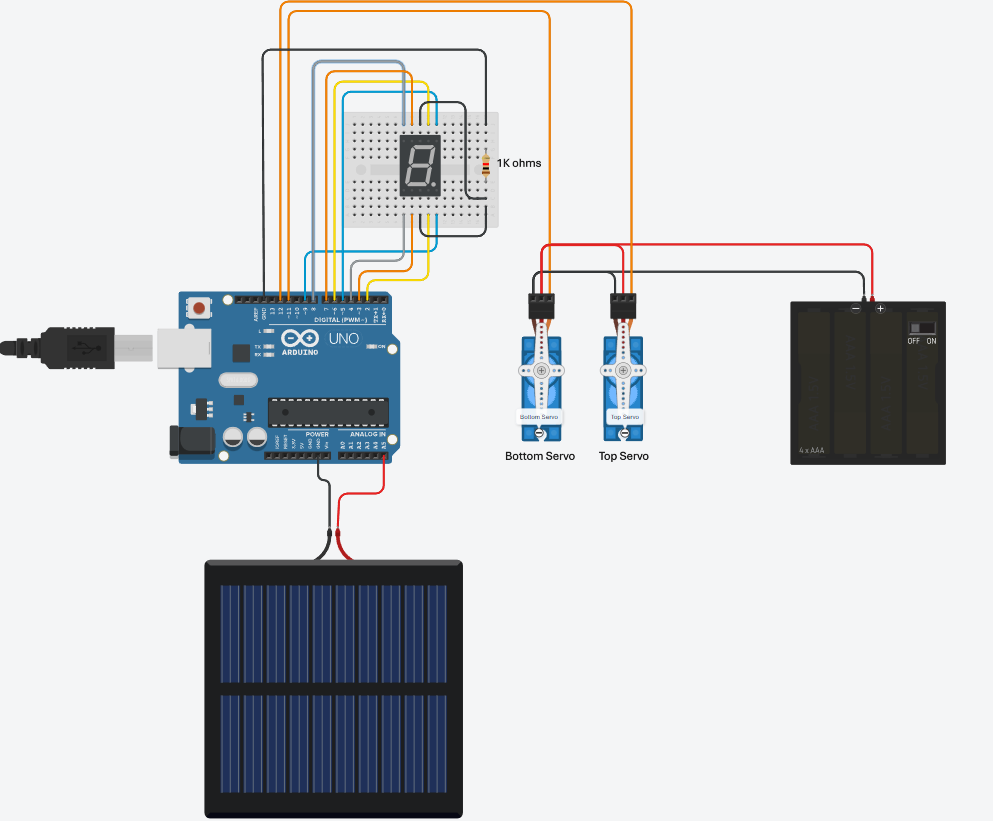 1K ohms
AREF
GND
13
12
~11
~10
~9
8
7
~6
~5
4
~3
2
TX→1
RX←0
DIGITAL (PWM~)
L
TX
RX
ARDUINO
UNO
ON
IOREF
RESET
3.3V
5V
GND
GND
Vin
POWER
ANALOG IN
A0
A1
A2
A3
A4
A5
Bottom Servo
Top Servo
Bottom Servo
Top Servo
OFF ON
4 x AAA